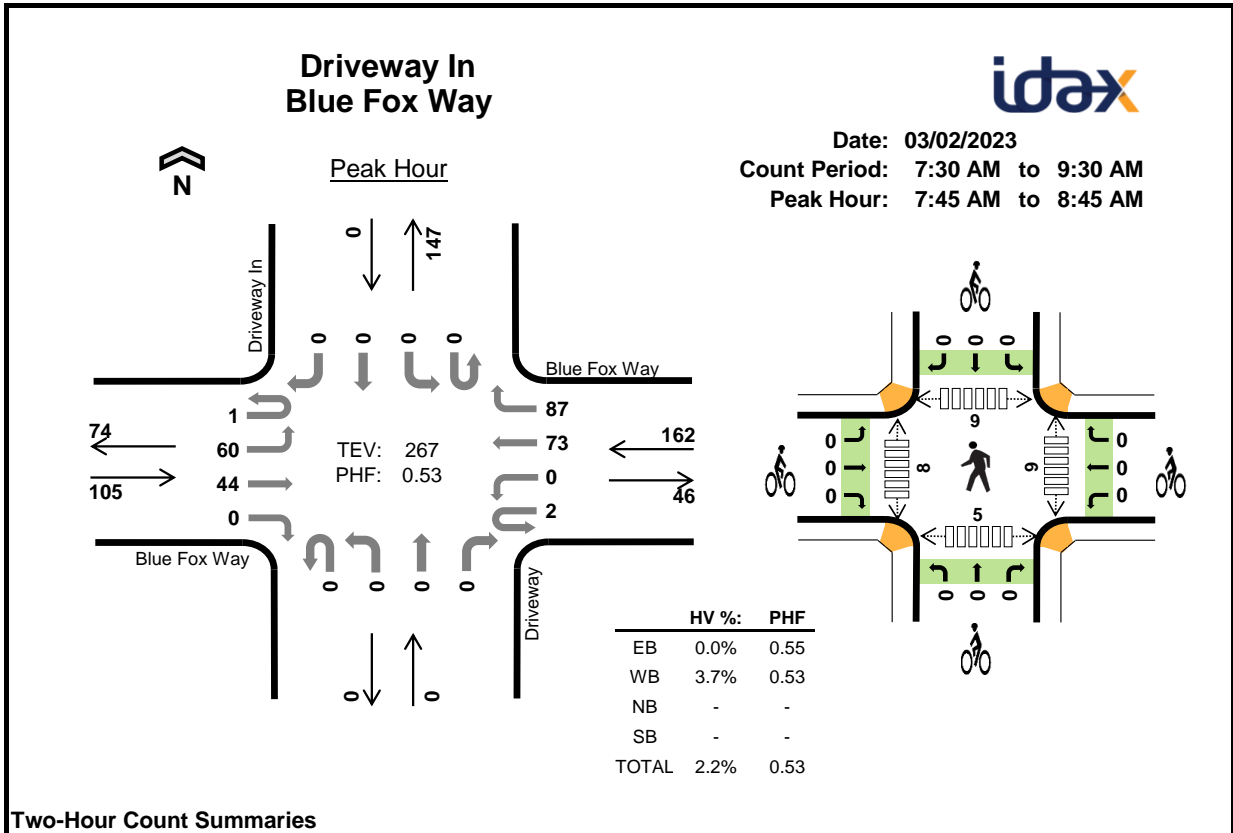 Driveway In
Blue Fox Way
idax
Date: 03/02/2023
Count Period: 7:30 AM to 9:30 AM
Peak Hour: 7:45 AM to 8:45 AM
N
Peak Hour
0
147
Driveway In
0 0 0 0
Blue Fox Way
1
60
44
0
74
105
TEV: 267
PHF: 0.53
87
73
0
2
162
46
Blue Fox Way
0 0 0 0
Driveway
0
0
0 0 0
9
0
0
0
8
6
0
0
0
5
0 0 0
HV %: PHF
EB 0.0% 0.55
WB 3.7% 0.53
NB - -
SB - -
TOTAL 2.2% 0.53
Two-Hour Count Summaries